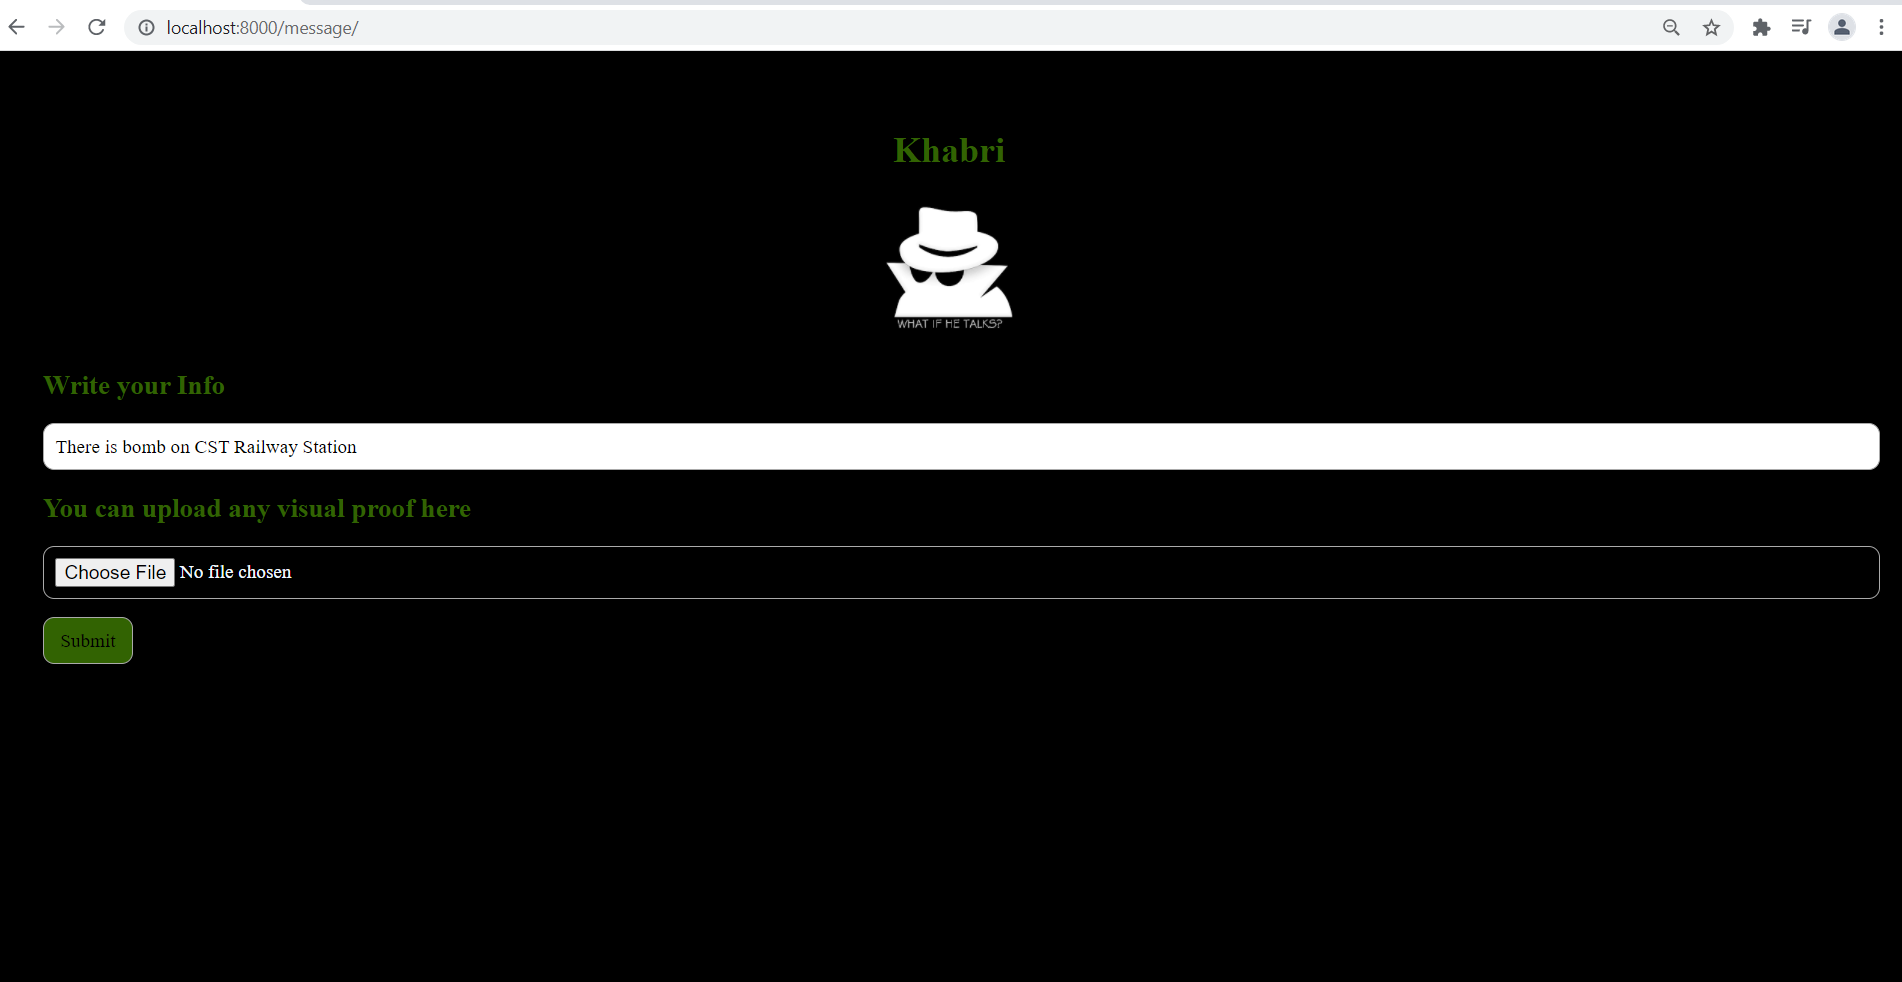 localhost:8000/message/
Khabri
WHAT IF HE TALKS?
Write your Info
There is bomb on CST Railway Station
You can upload any visual proof here
Choose File No file chosen
Submit